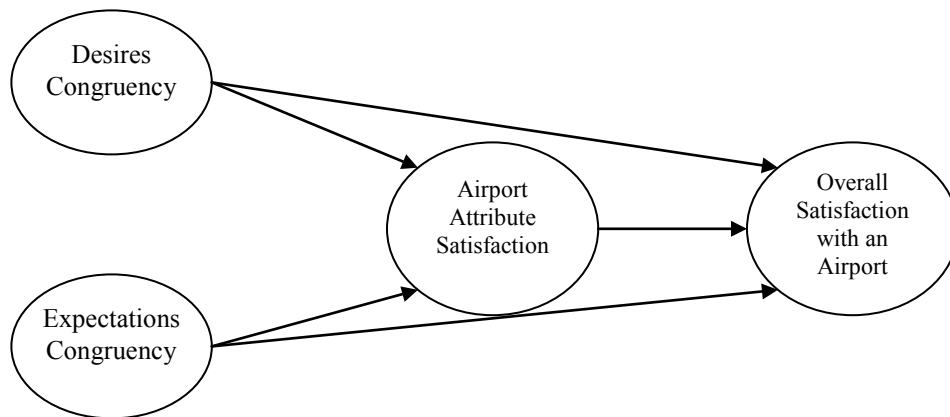 Desires
Congruency
Airport
Attribute
Satisfaction
Overall
Satisfaction
with an
Airport
Expectations
Congruency